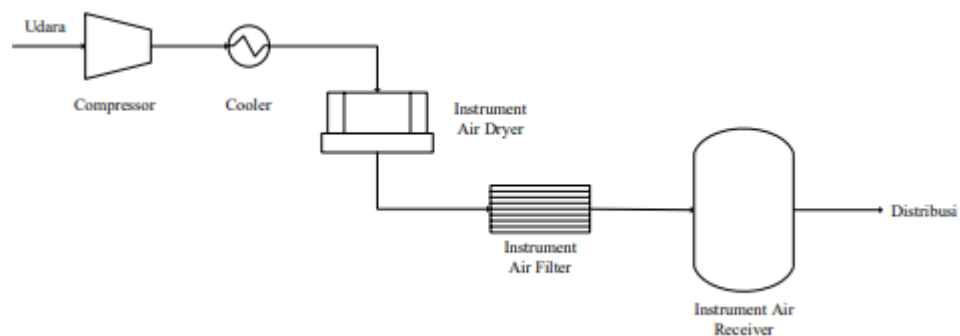 Udara
Compressor
Cooler
Instrument
Air Dryer
Instrument
Air Filter
Distribusi
Instrument Air
Receiver